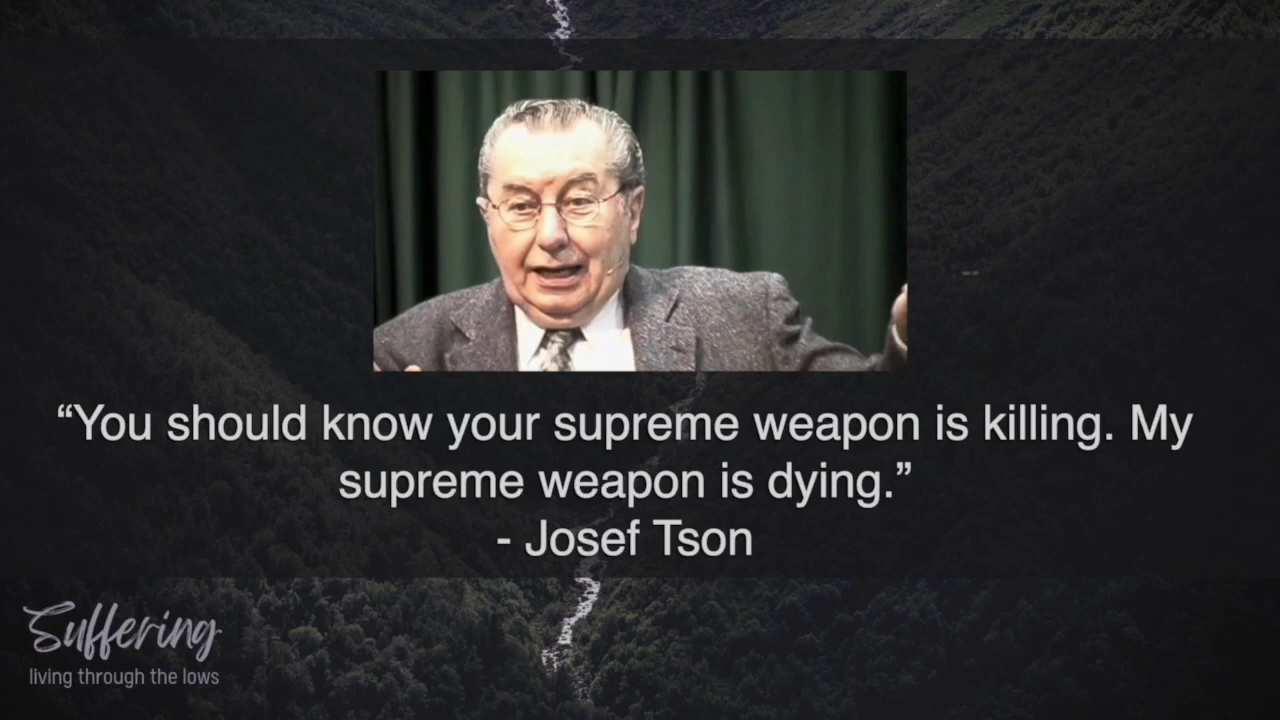 “You should know your supreme weapon is killing. My
supreme weapon is dying.”
- Josef Tson
Suffering
living through the lows